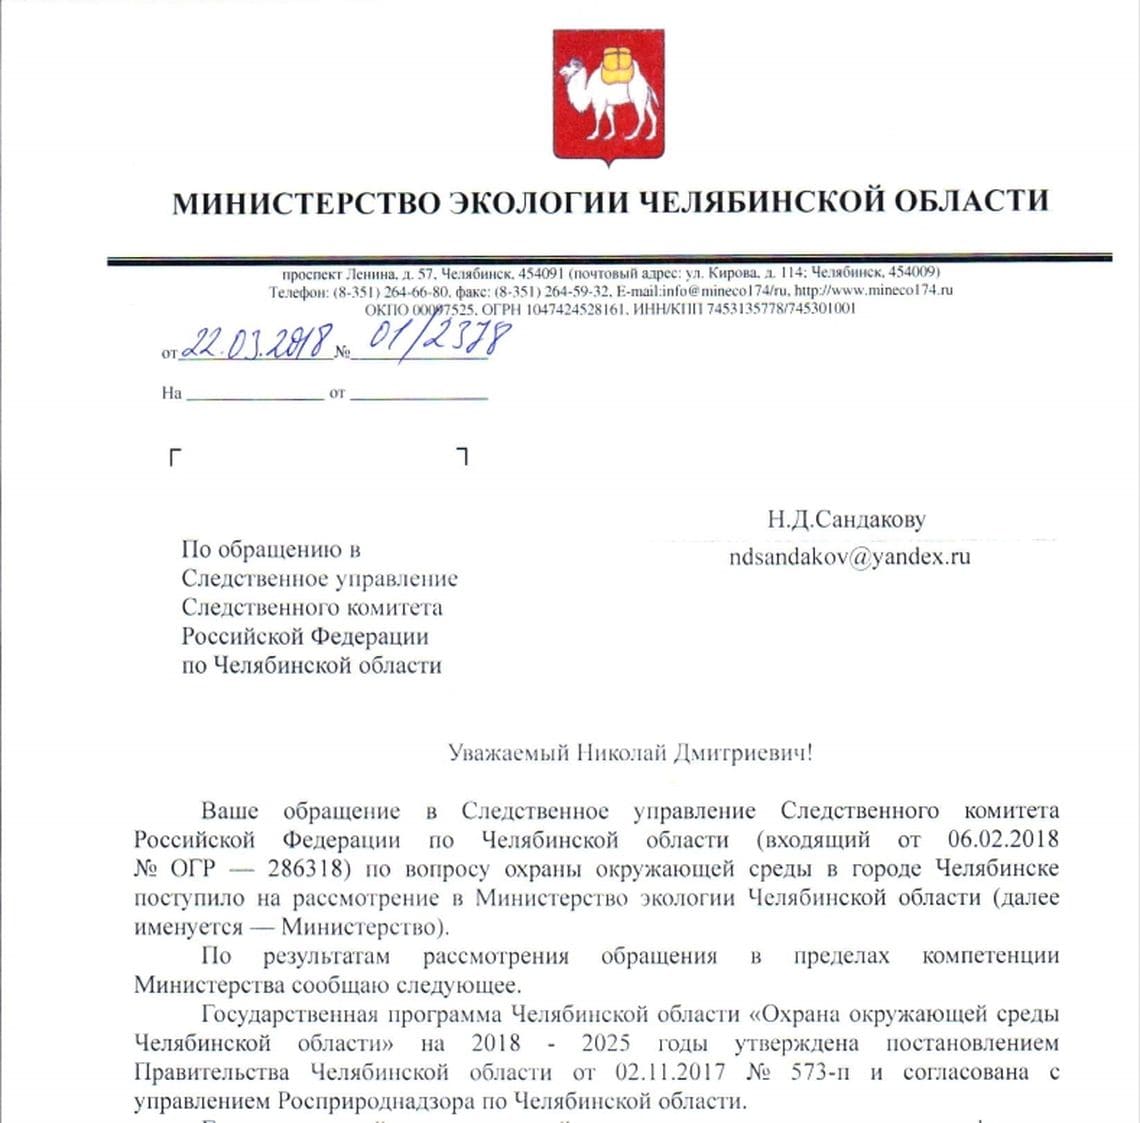 МИНИСТЕРСТВО ЭКОЛОГИИ ЧЕЛЯБИНСКОЙ ОБЛАСТИ
проспект Ленина, д. 57, Челябинск, 454091 (почтовый адрес: ул. Кирова, д. 114; Челябинск, 454009)
Телефон: (8-351) 264-66-80, факс: (8-351) 264-59-32, E-mail:info@mineco174/ru, http://www.mineco174.ru
ОКПО 00097525, ОГРН 1047424528161, ИНН/КПП 7453135778/745301001
от 22.03.2018 № 01/2378
На ________________ от ________________
Н.Д.Сандакову
ndsandakov@yandex.ru
По обращению в
Следственное управление
Следственного комитета
Российской Федерации
по Челябинской области
Уважаемый Николай Дмитриевич!
Ваше обращение в Следственное управление Следственного комитета
Российской Федерации по Челябинской области (входящий от 06.02.2018
№ ОГР — 286318) по вопросу охраны окружающей среды в городе Челябинске
поступило на рассмотрение в Министерство экологии Челябинской области (далее
именуется — Министерство).
По результатам рассмотрения обращения в пределах компетенции
Министерства сообщаю следующее.
Государственная программа Челябинской области «Охрана окружающей среды
Челябинской области» на 2018 - 2025 годы утверждена постановлением
Правительства Челябинской области от 02.11.2017 № 573-п и согласована с
управлением Росприроднадзора по Челябинской области.